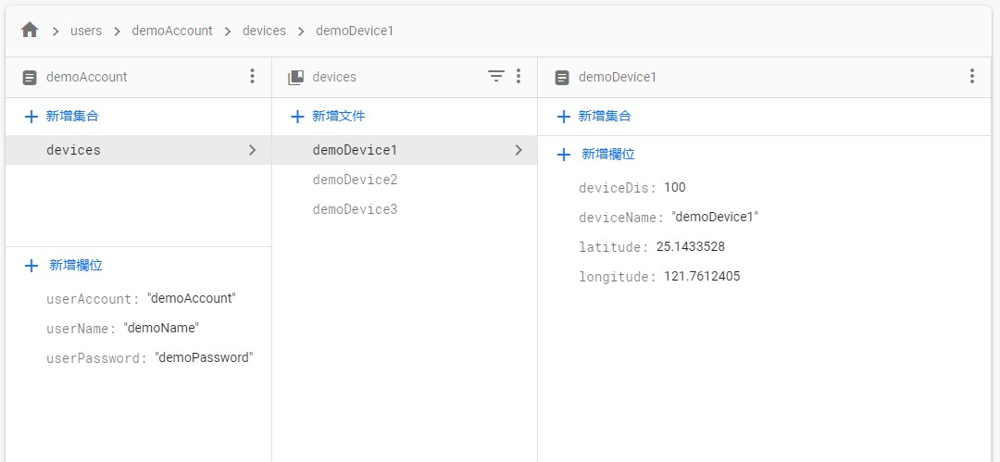 users demoAccount devices demoDevice1
demoAccount
新增集合
devices
新增欄位
userAccount: "demoAccount"
userName: "demoName"
userPassword: "demoPassword"
devices
新增文件
demoDevice1
demoDevice2
demoDevice3
demoDevice1
新增集合
新增欄位
deviceDis: 100
deviceName: "demoDevice1"
latitude: 25.1433528
longitude: 121.7612405